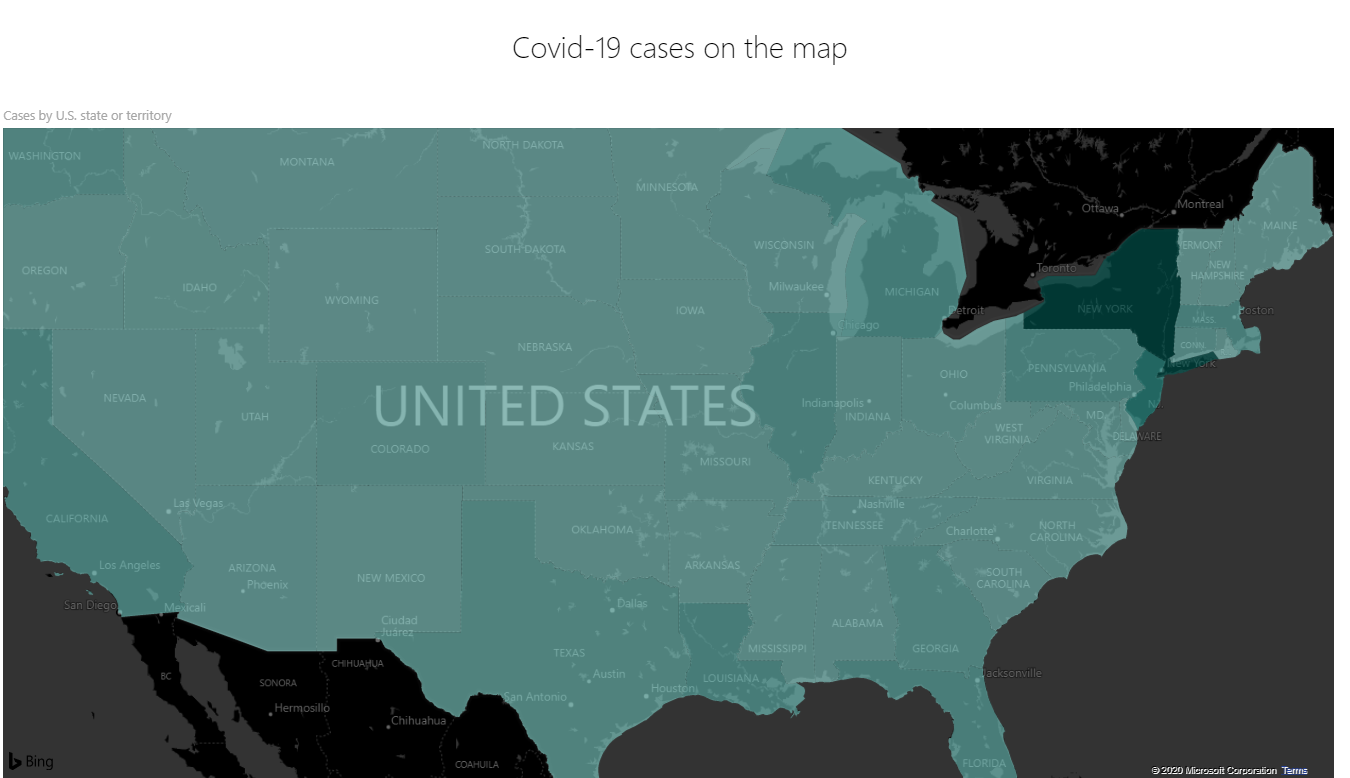 Covid-19 cases on the map
Cases by U.S. state or territory
WASHINGTON
MONTANA
NORTH DAKOTA
MINNESOTA
Ottawa
Montreal
MAINE
OREGON
IDAHO
WYOMING
SOUTH DAKOTA
WISCONSIN
Milwaukee
MICHIGAN
Toronto
VERMONT
NEW
HAMPSHIRE
IOWA
Detroit
NEW YORK
MASS.
Boston
Chicago
CONN
NEBRASKA
New York
NEVADA
UTAH
UNITED STATES
OHIO
PENNSYLVANIA
Philadelphia
Indianapolis
INDIANA
Columbus
MD
DELAWARE
COLORADO
KANSAS
MISSOURI
WEST
VIRGINIA
KENTUCKY
VIRGINIA
Las Vegas
CALIFORNIA
Nashville
TENNESSEE
Charlotte
NORTH
CAROLINA
OKLAHOMA
Los Angeles
ARIZONA
Phoenix
NEW MEXICO
ARKANSAS
SOUTH
CAROLINA
San Diego
Mexicali
Ciudad
Juárez
Dallas
ALABAMA
MISSISSIPPI
GEORGIA
TEXAS
CHIHUAHUA
BC
SONORA
Austin
LOUISIANA
Jacksonville
San Antonio
Houston
Hermosillo
Chihuahua
Bing
COAHUILA
FLORIDA
© 2020 Microsoft Corporation Terms